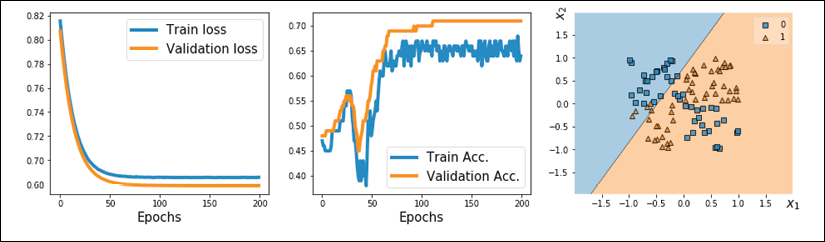 0.82
0.80
0.78
0.76
0.74
0.72
0.70
0.68
0.66
0.64
0.62
0.60
0 50 100 150 200
Epochs
Train loss
Validation loss
0.70
0.65
0.60
0.55
0.50
0.45
0.40
0 50 100 150 200
Epochs
Train Acc.
Validation Acc.
x2
1.5
1.0
0.5
0.0
−0.5
−1.0
−1.5
−1.5 −1.0 −0.5 0.0 0.5 1.0 1.5
x1
0
1